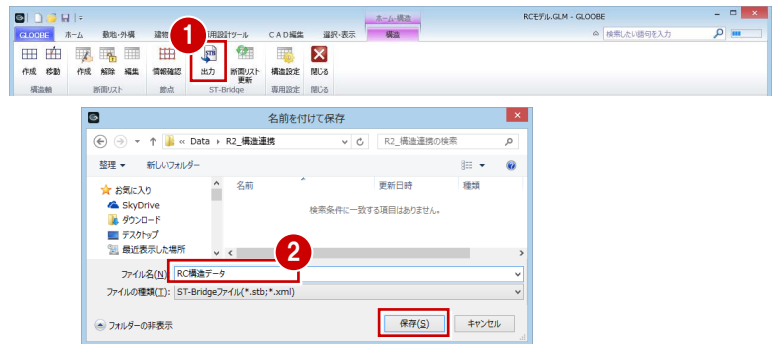 ホーム-構造
RCモデル.GLM - GLOOBE
GLOOBE ホーム 敷地・外構 建物 用設計ツール CAD編集 選択・表示 構造 検索したい語句を入力
1
作成 移動 作成 解除 編集 情報確認 出力 断面リスト 更新 構造設定 閉じる
構造軸 断面リスト 節点 ST-Bridge 専用設定 閉じる
名前を付けて保存
« Data R2_構造連携 R2_構造連携の検索
整理 新しいフォルダー
お気に入り 名前 更新日時 種類
SkyDrive 検索条件に一致する項目はありません。
ダウンロード
デスクトップ
最近表示した場所
2
ファイル名(N) RC構造データ
ファイルの種類(T): ST-Bridgeファイル(*.stb;*.xml)
フォルダーの非表示 保存(S) キャンセル